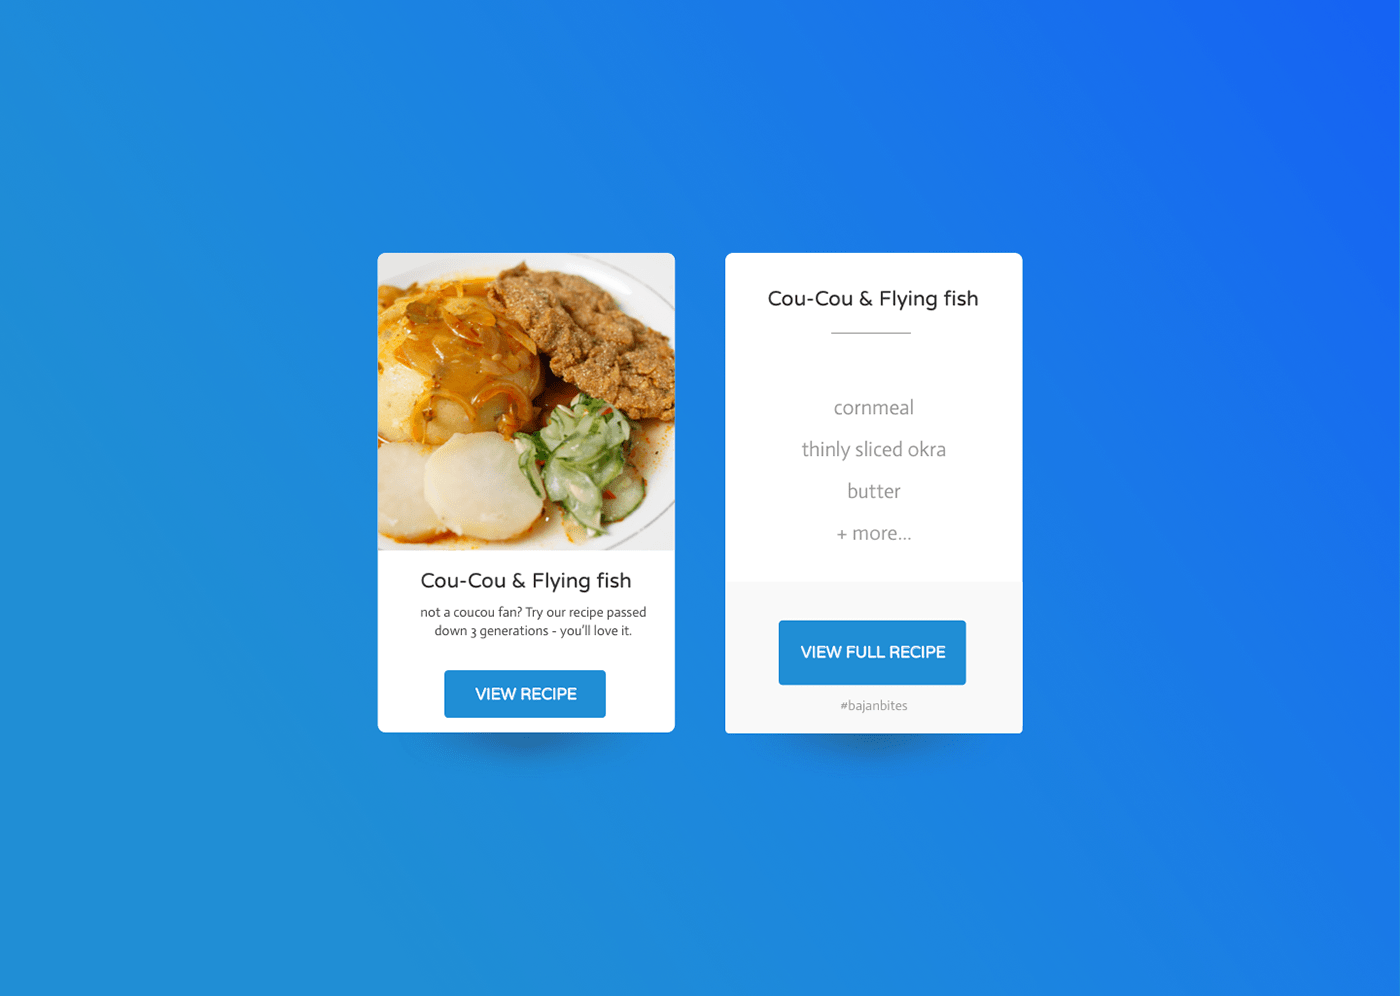 Cou-Cou & Flying fish
not a coucou fan? Try our recipe passed
down 3 generations - you'll love it.
VIEW RECIPE
Cou-Cou & Flying fish
cornmeal
thinly sliced okra
butter
+ more...
VIEW FULL RECIPE
#bajanbites